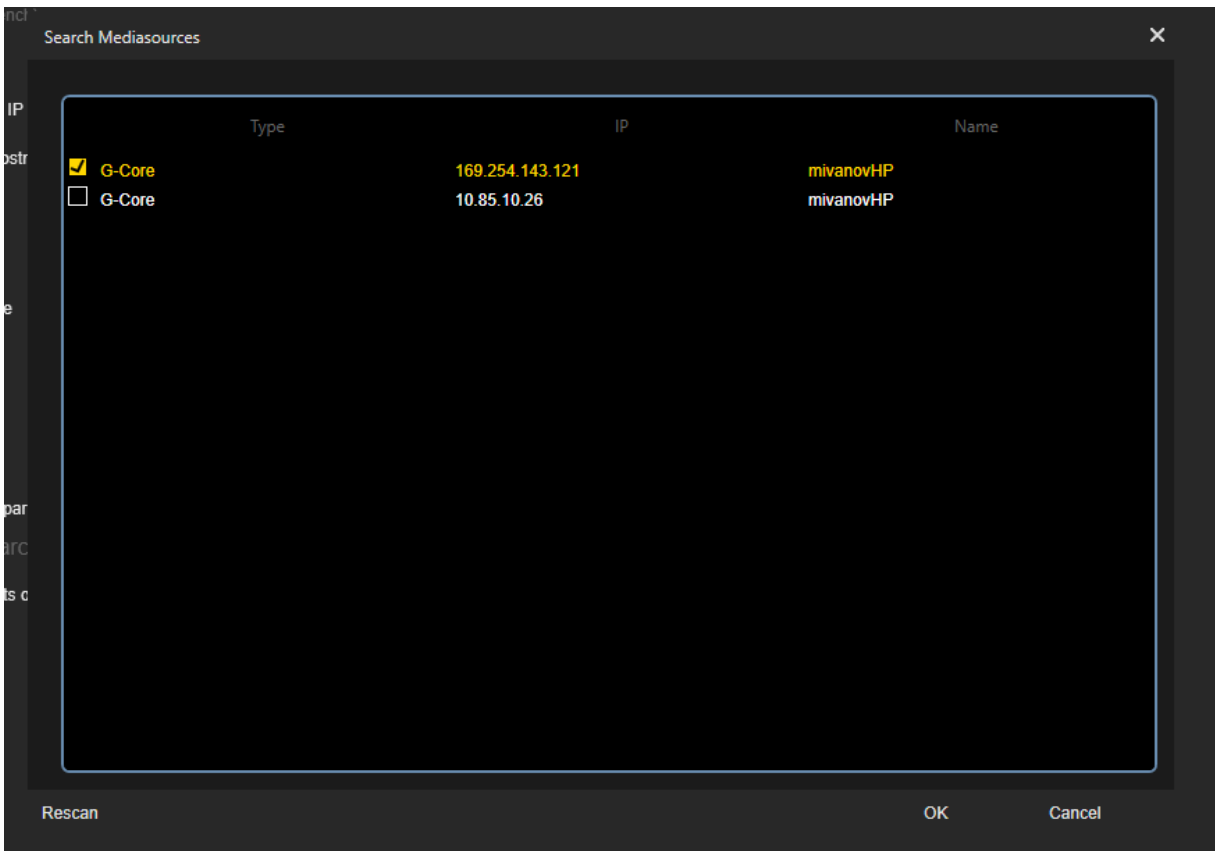 Search Mediasources
IP
Type IP Name
G-Core 169.254.143.121 mivanovHP
G-Core 10.85.10.26 mivanovHP
Rescan OK Cancel